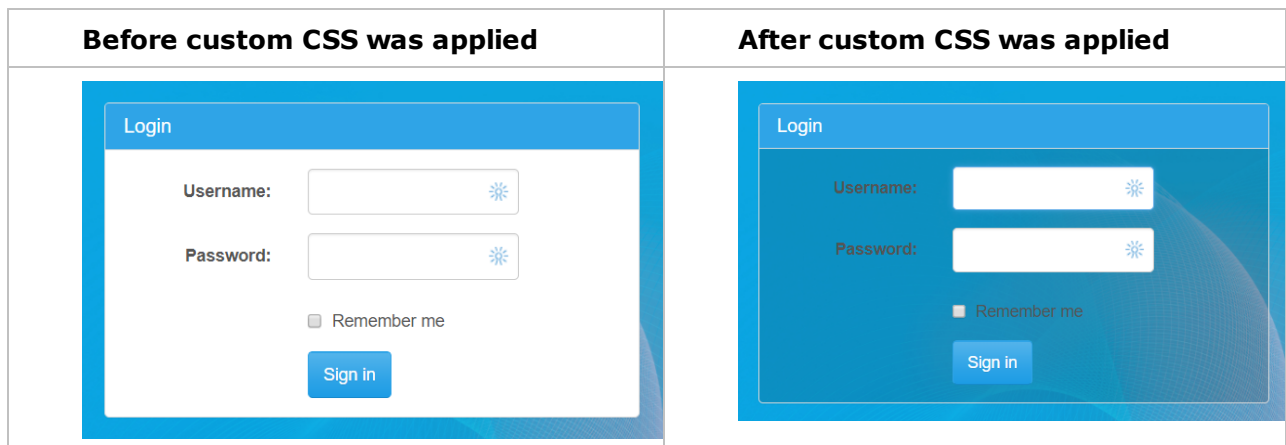 Before custom CSS was applied
After custom CSS was applied
Login
Username:
Password:
Remember me
Sign in
Login
Username:
Password:
Remember me
Sign in